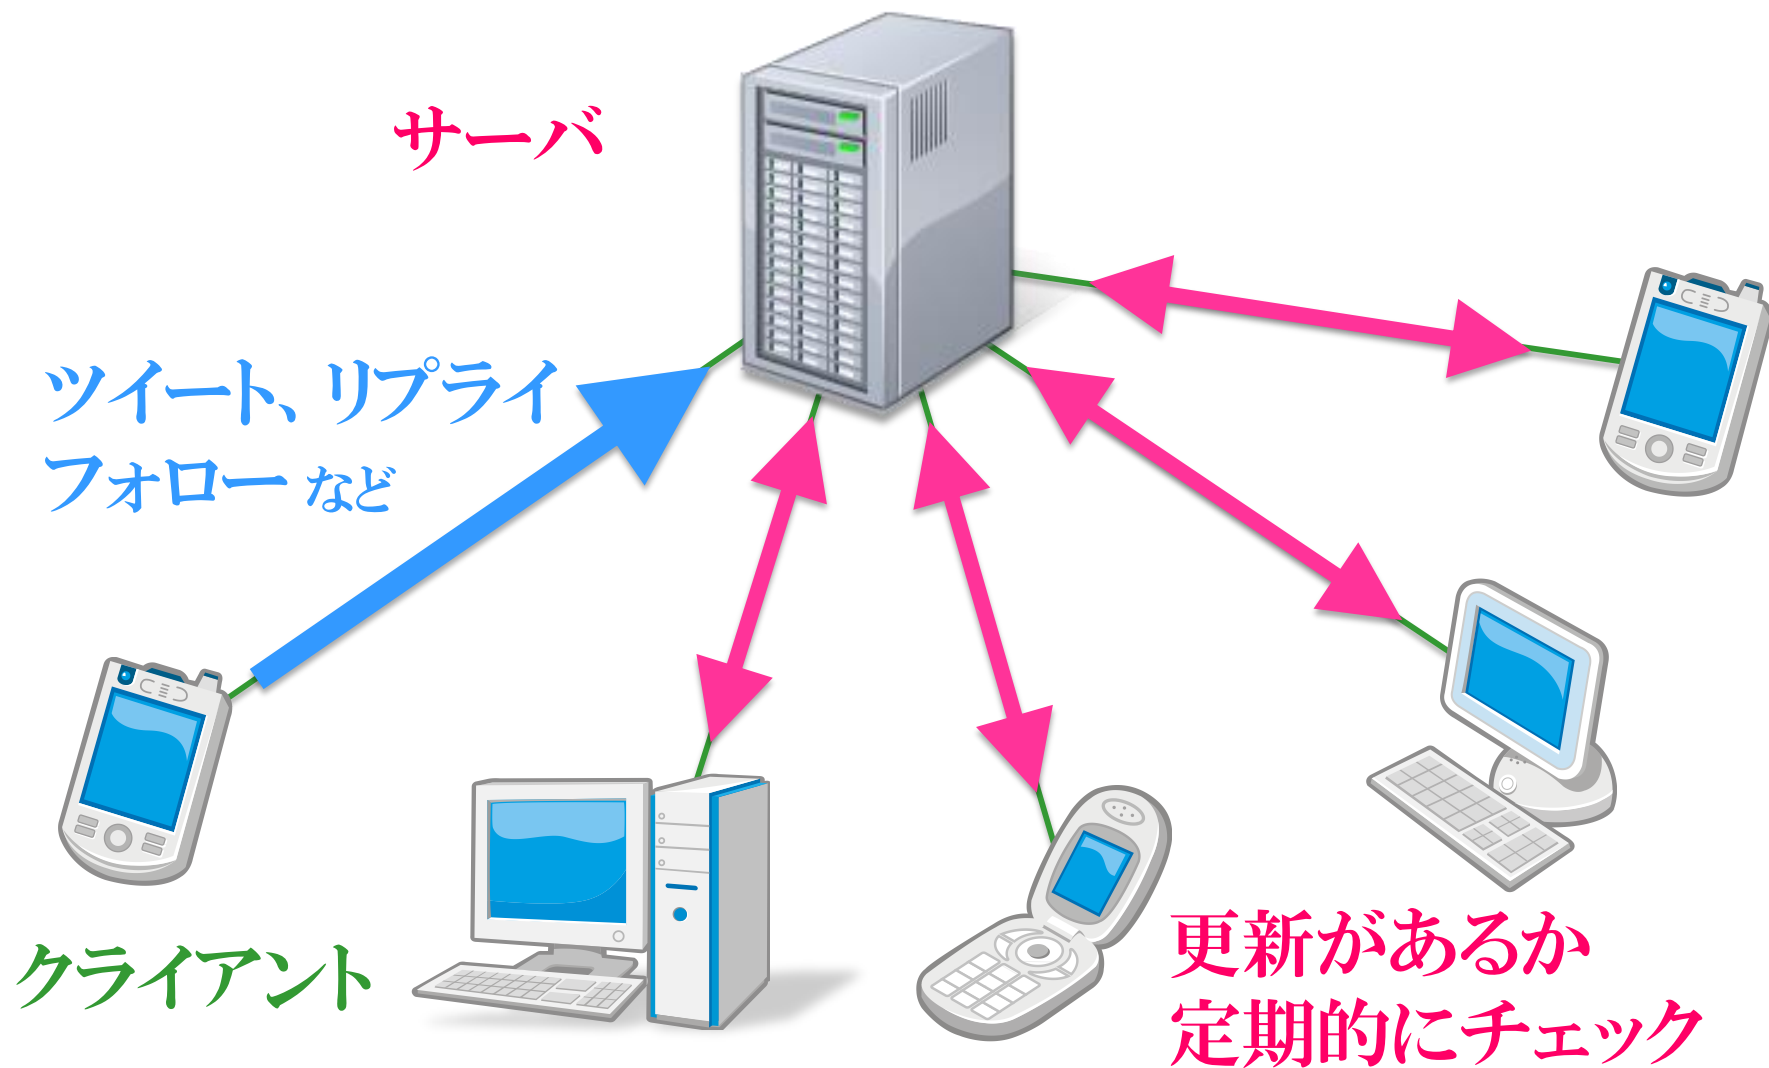 サーバ
ツイート、リプライ
フォロー など
クライアント
更新があるか
定期的にチェック